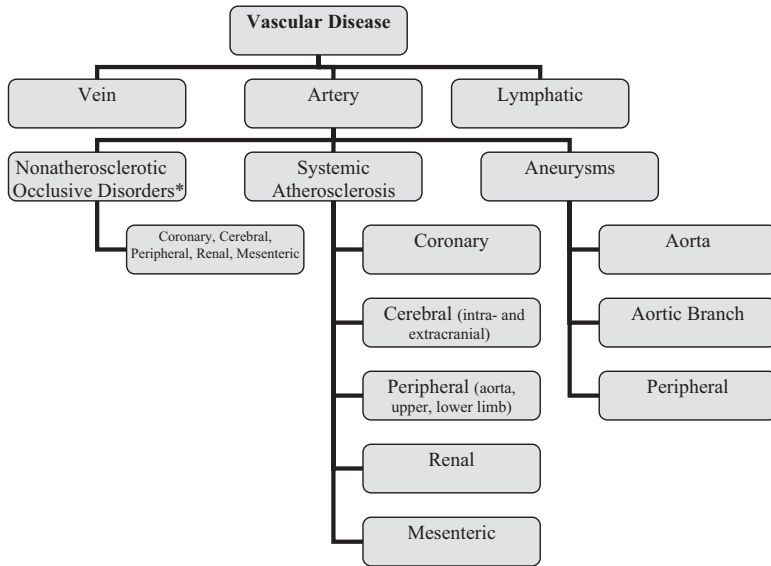 Vascular Disease
Vein
Artery
Lymphatic
Nonatherosclerotic
Occlusive Disorders*
Systemic
Atherosclerosis
Aneurysms
Coronary, Cerebral,
Peripheral, Renal, Mesenteric
Coronary
Cerebral (intra- and
extracranial)
Peripheral (aorta,
upper, lower limb)
Renal
Mesenteric
Aorta
Aortic Branch
Peripheral